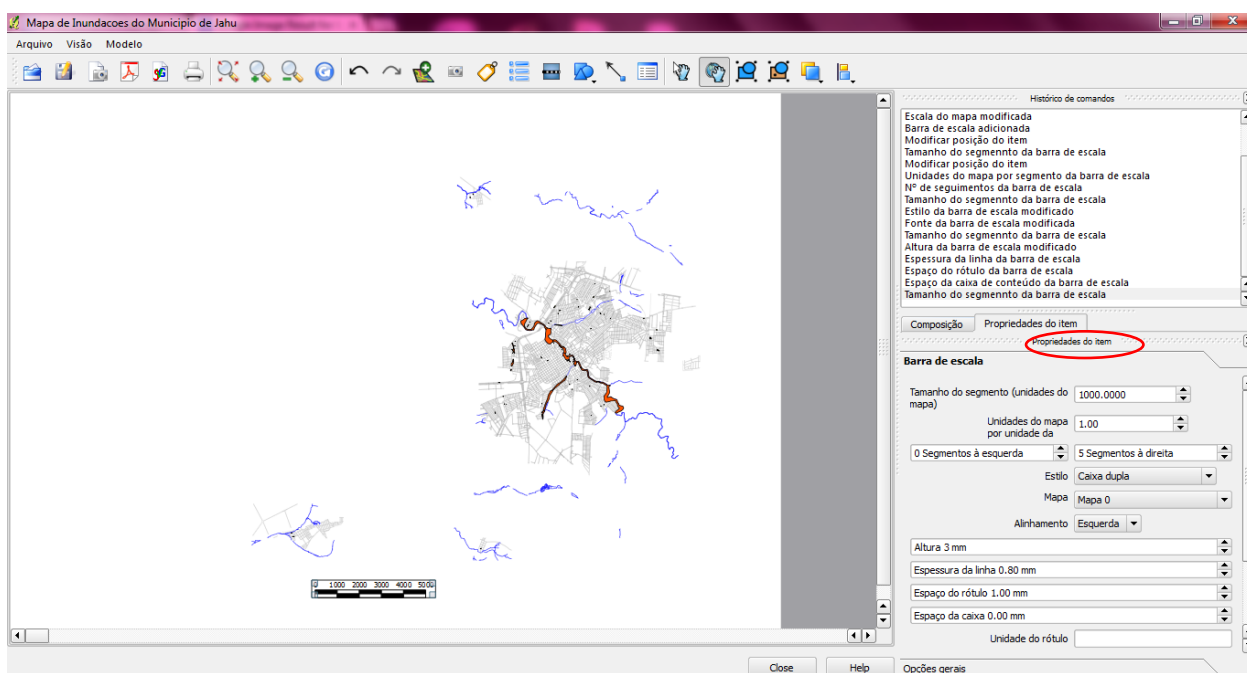 Mapa de Inundacoes do Municipio de Jahu
Arquivo Visão Modelo
Histórico de comandos
Escala do mapa modificada
Barra de escala adicionada
Modificar posição do item
Tamanho do segmennto da barra de escala
Modificar posição do item
Unidades do mapa por segmento da barra de escala
Nº de seguimentos da barra de escala
Tamanho do segmennto da barra de escala
Estilo da barra de escala modificado
Fonte da barra de escala modificada
Tamanho do segmennto da barra de escala
Altura da barra de escala modificado
Espessura da linha da barra de escala
Espaço do rótulo da barra de escala
Espaço da caixa de conteúdo da barra de escala
Tamanho do segmennto da barra de escala
Composição Propriedades do item
Propriedades do item
Barra de escala
Tamanho do segmento (unidades do mapa) 1000.0000
Unidades do mapa por unidade da 1.00
0 Segmentos à esquerda 5 Segmentos à direita
Estilo Caixa dupla
Mapa Mapa 0
Alinhamento Esquerda
Altura 3 mm
Espessura da linha 0.80 mm
Espaço do rótulo 1.00 mm
Espaço da caixa 0.00 mm
Unidade do rótulo
Opções gerais
0 1000 2000 3000 4000 5000
Close Help